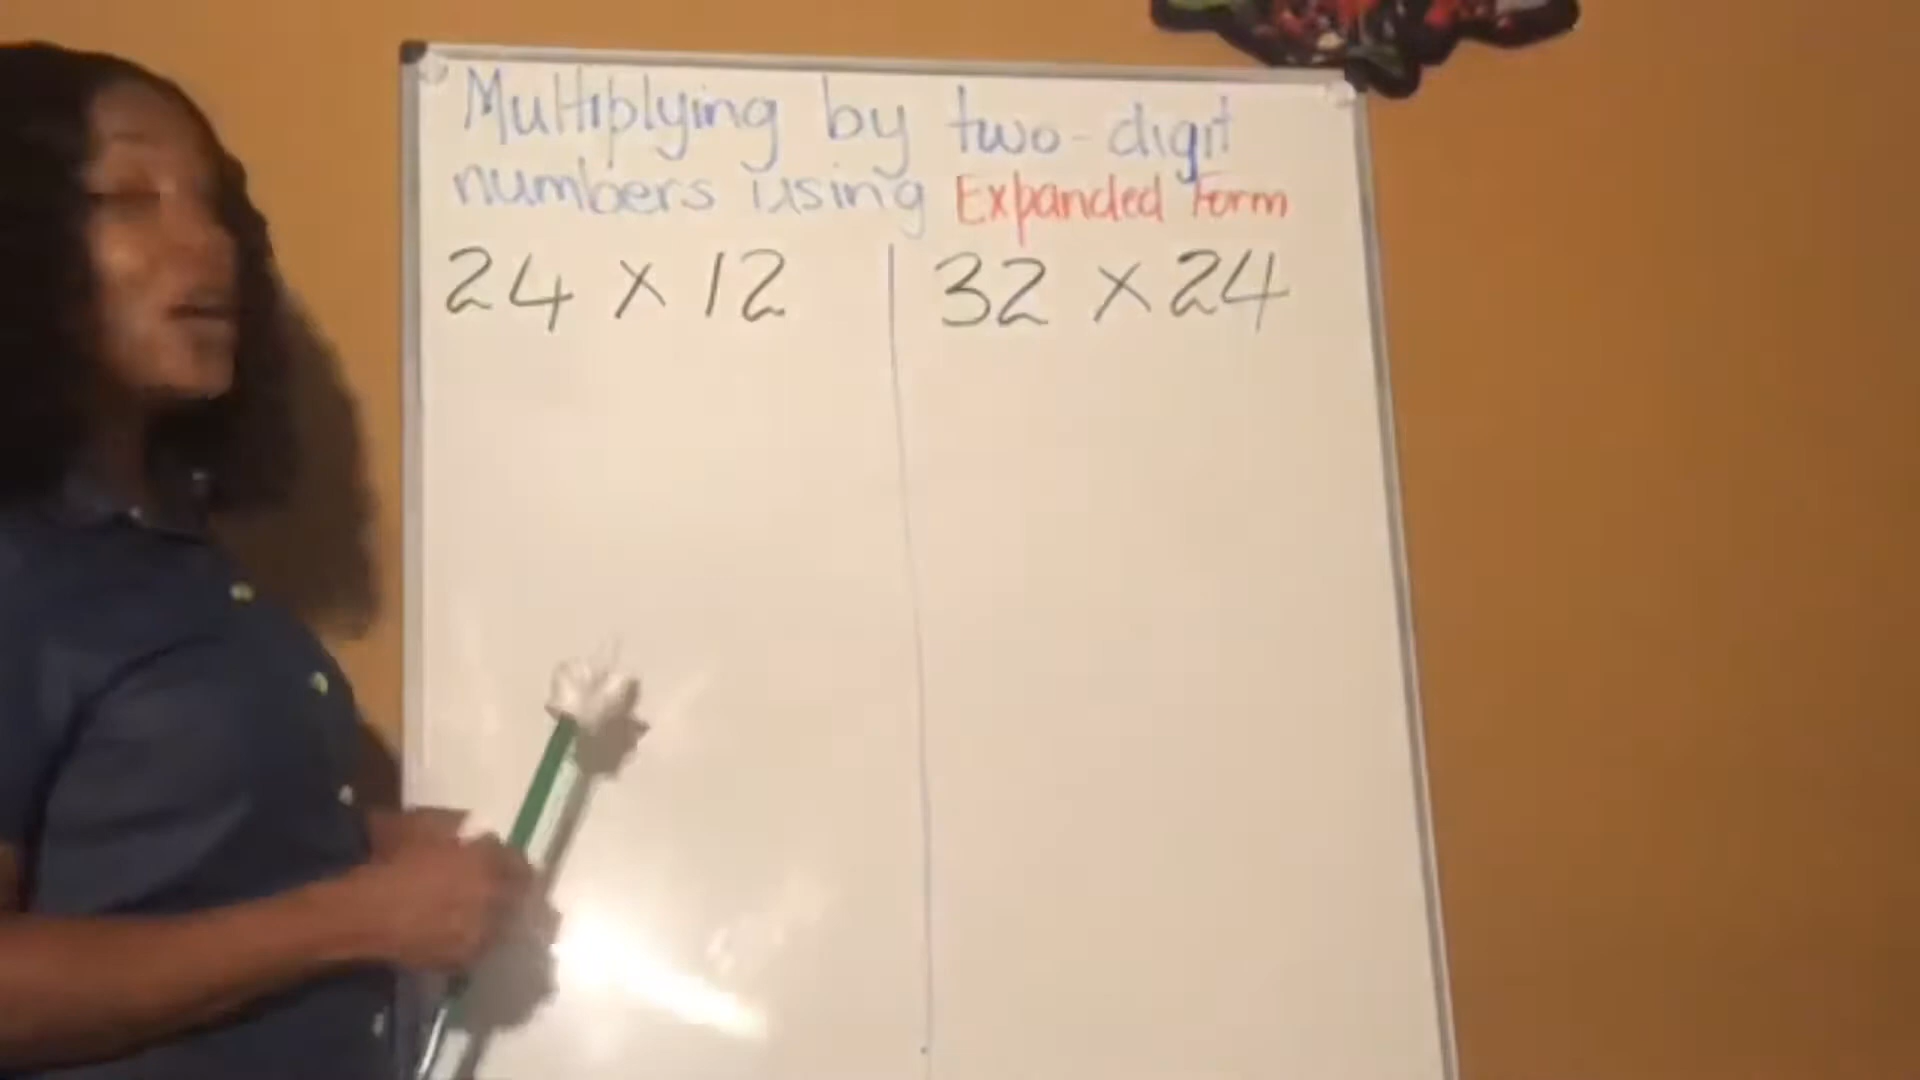 Multiplying by two-digit
numbers using Expanded Form
24 × 12 | 32 × 24